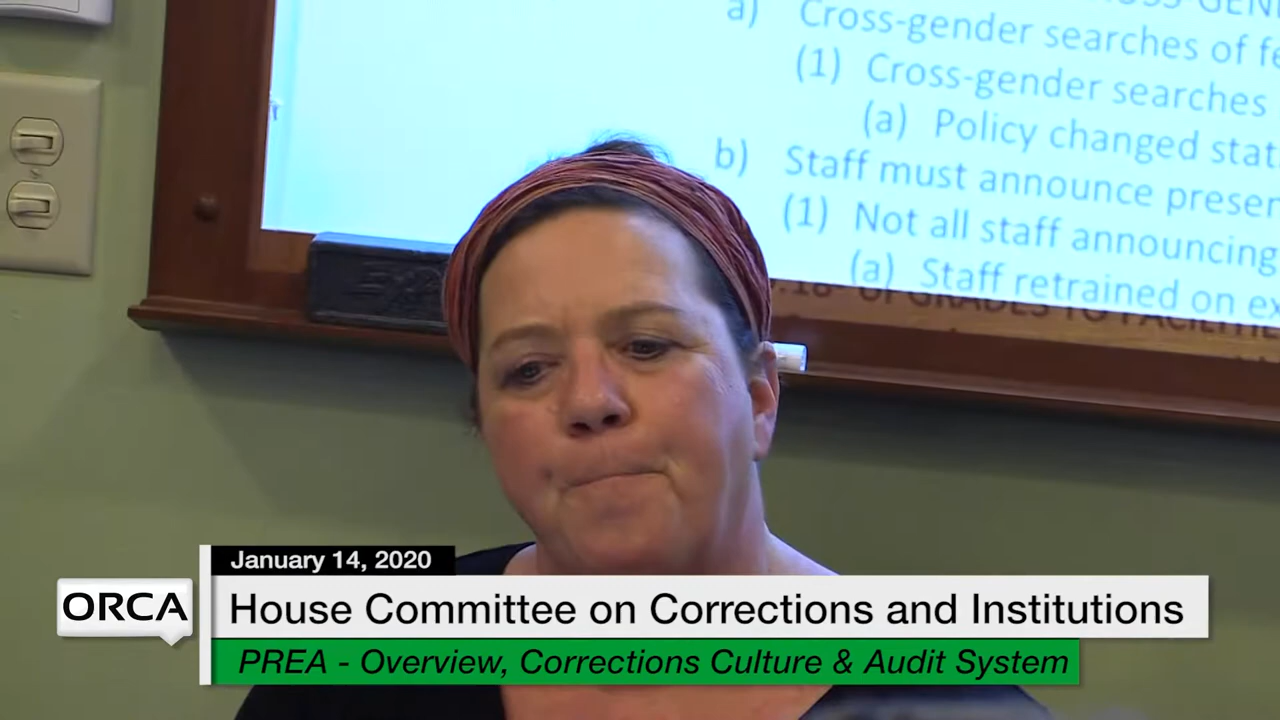 a) Cross-gender searches of fe
(1) Cross-gender searches
(a) Policy changed stat
b) Staff must announce presen
(1) Not all staff announcing
(a) Staff retrained on ex
January 14, 2020
ORCA
House Committee on Corrections and Institutions
PREA - Overview, Corrections Culture & Audit System